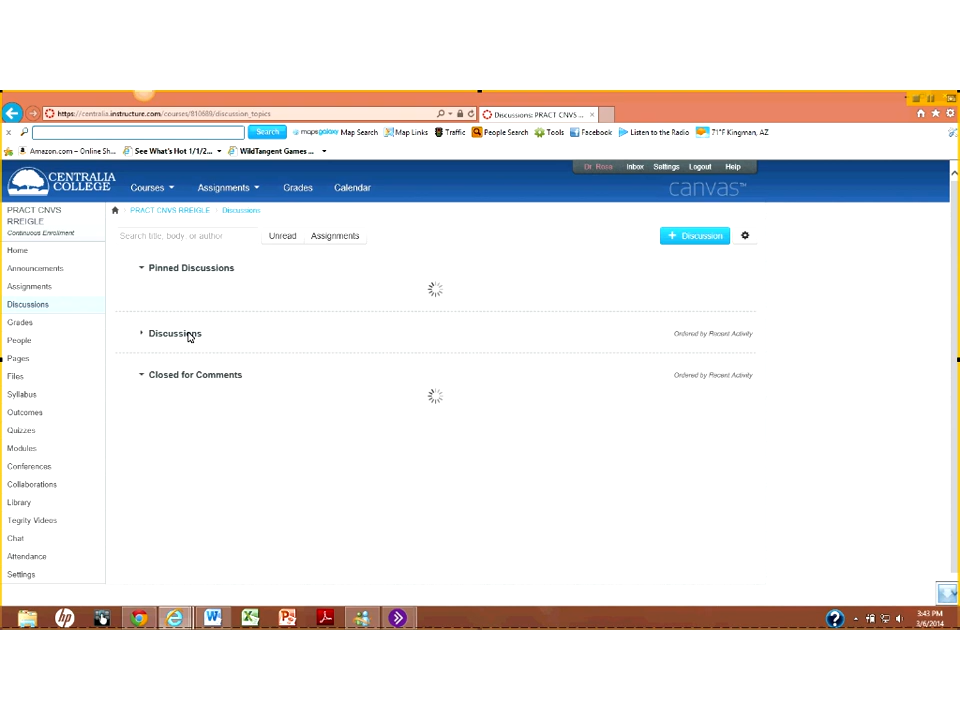 https://centralia.instructure.com/courses/810689/discussion_topics
Discussions: PRACT CNVS ...
Search
mapsgalaxy
Map Search
Map Links
Traffic
People Search
Tools
Facebook
Listen to the Radio
71°F Kingman, AZ
Amazon.com – Online Sh...
See What's Hot 1/1/2...
WildTangent Games ...
CENTRALIA
COLLEGE
Courses
Assignments
Grades
Calendar
Dr Rose
Inbox
Settings
Logout
Help
canvas™
PRACT CNVS
RREIGLE
Continuous Enrollment
PRACT CNVS RREIGLE
Discussions
Home
Announcements
Assignments
Discussions
Grades
People
Pages
Files
Syllabus
Outcomes
Quizzes
Modules
Conferences
Collaborations
Library
Tegrity Videos
Chat
Attendance
Settings
Search title, body, or author
Unread
Assignments
+ Discussion
Pinned Discussions
Discussions
Ordered by Recent Activity
Closed for Comments
Ordered by Recent Activity
3:43 PM
3/6/2014